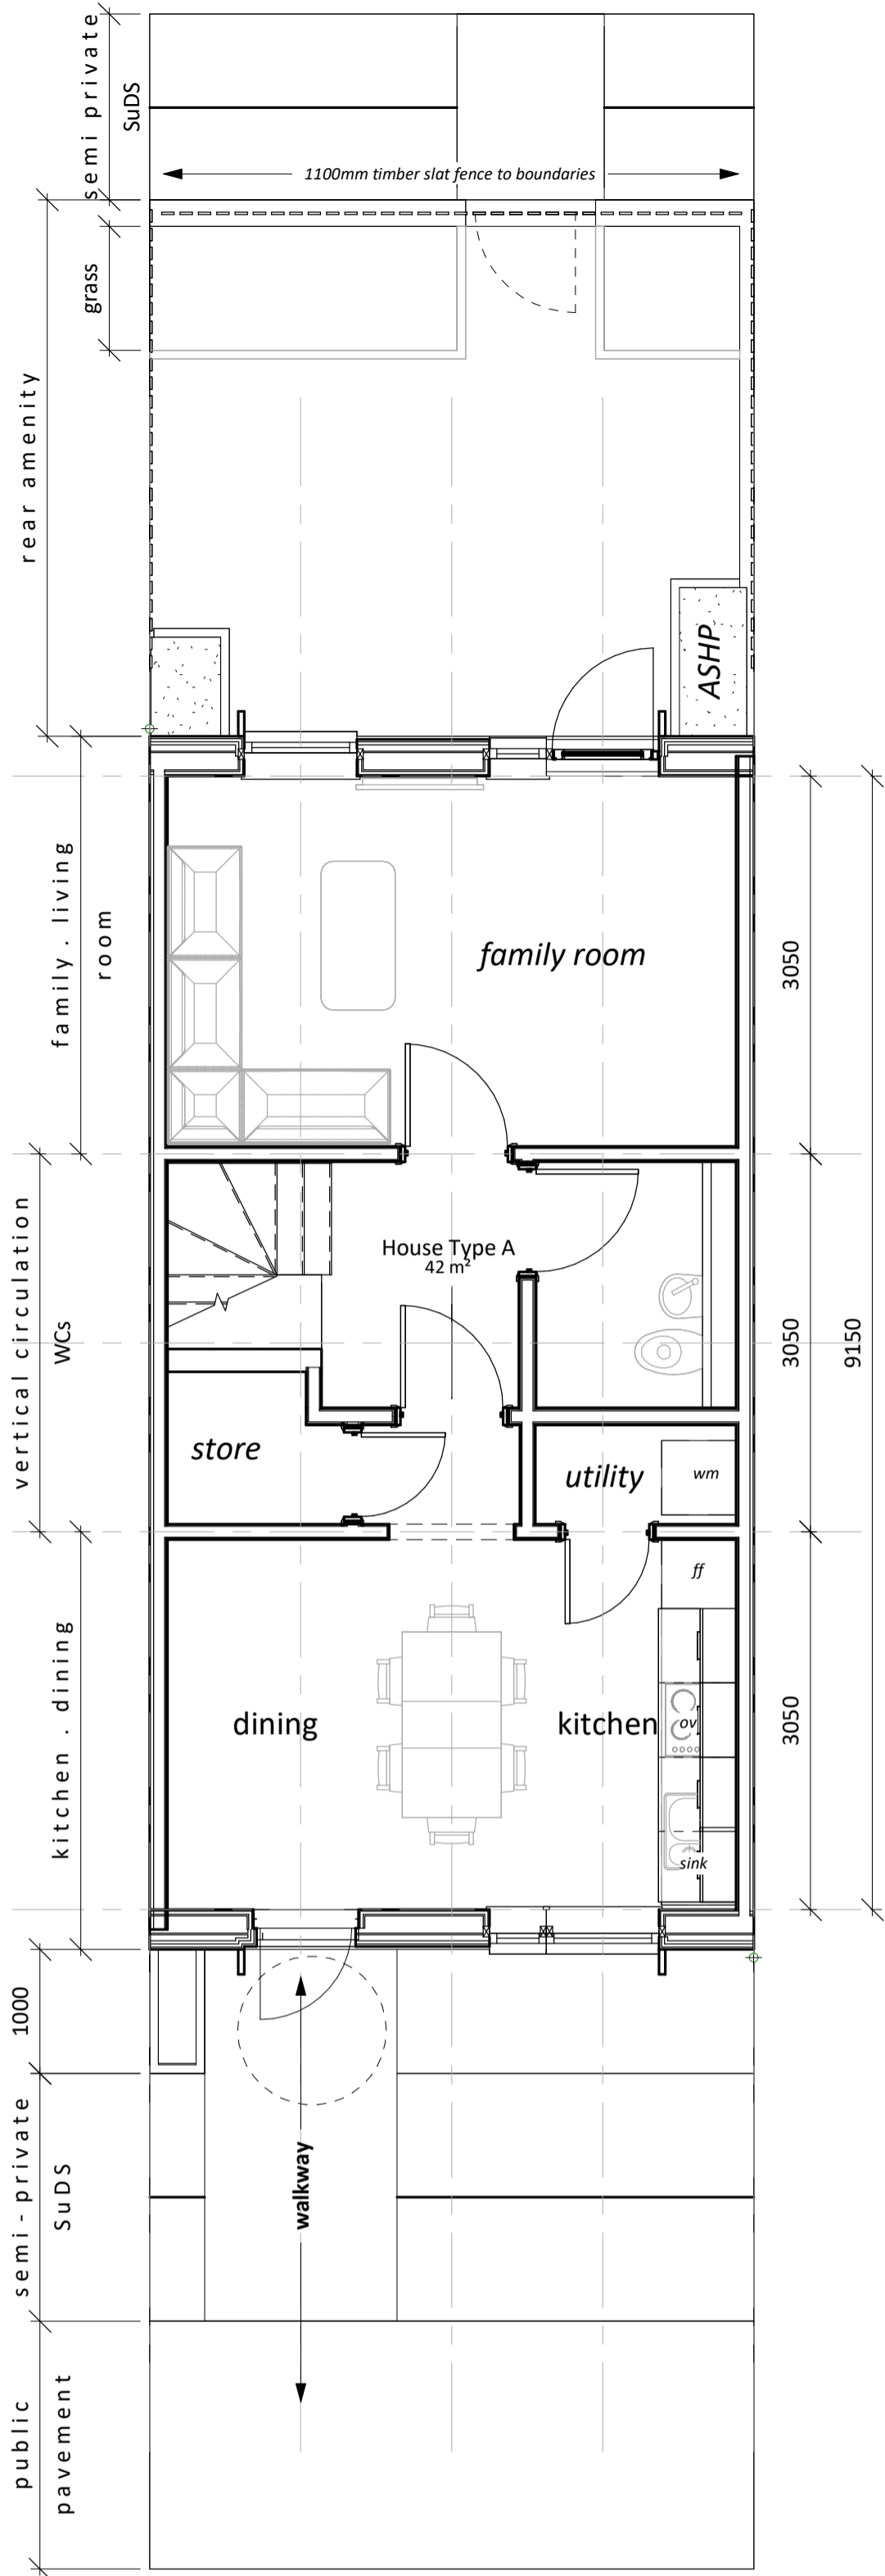 semi private
SuDS
1100mm timber slat fence to boundaries
grass
rear amenity
ASHP
family . living
room
family room
3050
House Type A
42 m²
vertical circulation
WCs
3050
9150
store
utility
wm
ff
kitchen . dining
dining
kitchen
ov
3050
sink
1000
semi - private
SuDS
walkway
public
pavement